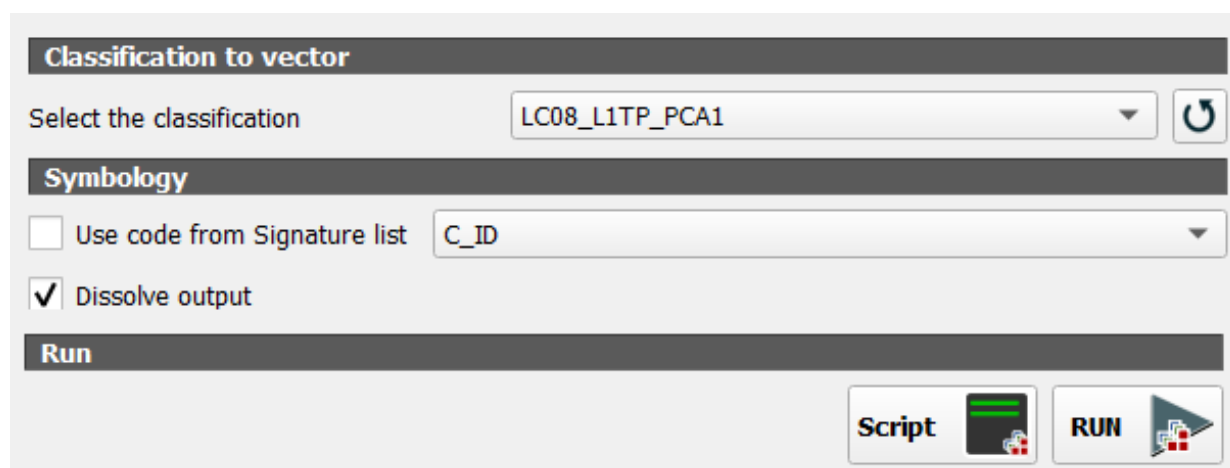 Classification to vector
Select the classification LC08_L1TP_PCA1
Symbology
Use code from Signature list C_ID
Dissolve output
Run
Script RUN